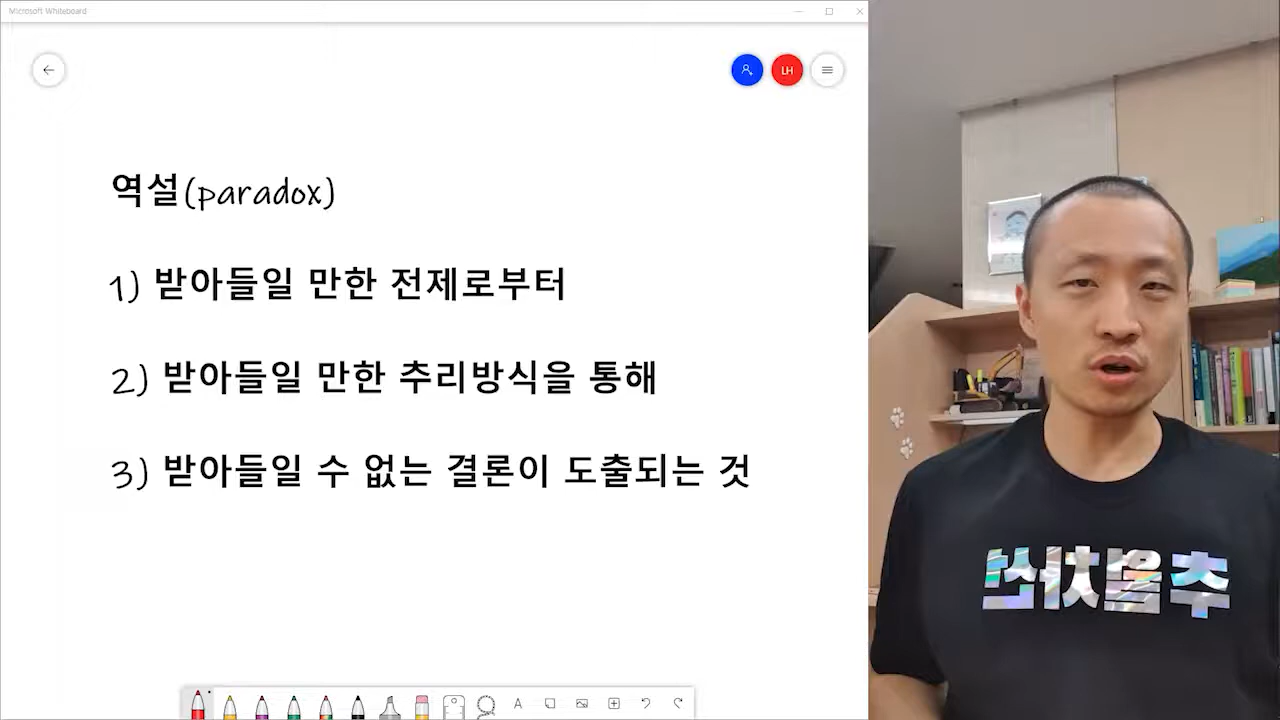 Microsoft Whiteboard
LH
역설(paradox)
1) 받아들일 만한 전제로부터
2) 받아들일 만한 추리방식을 통해
3) 받아들일 수 없는 결론이 도출되는 것
A